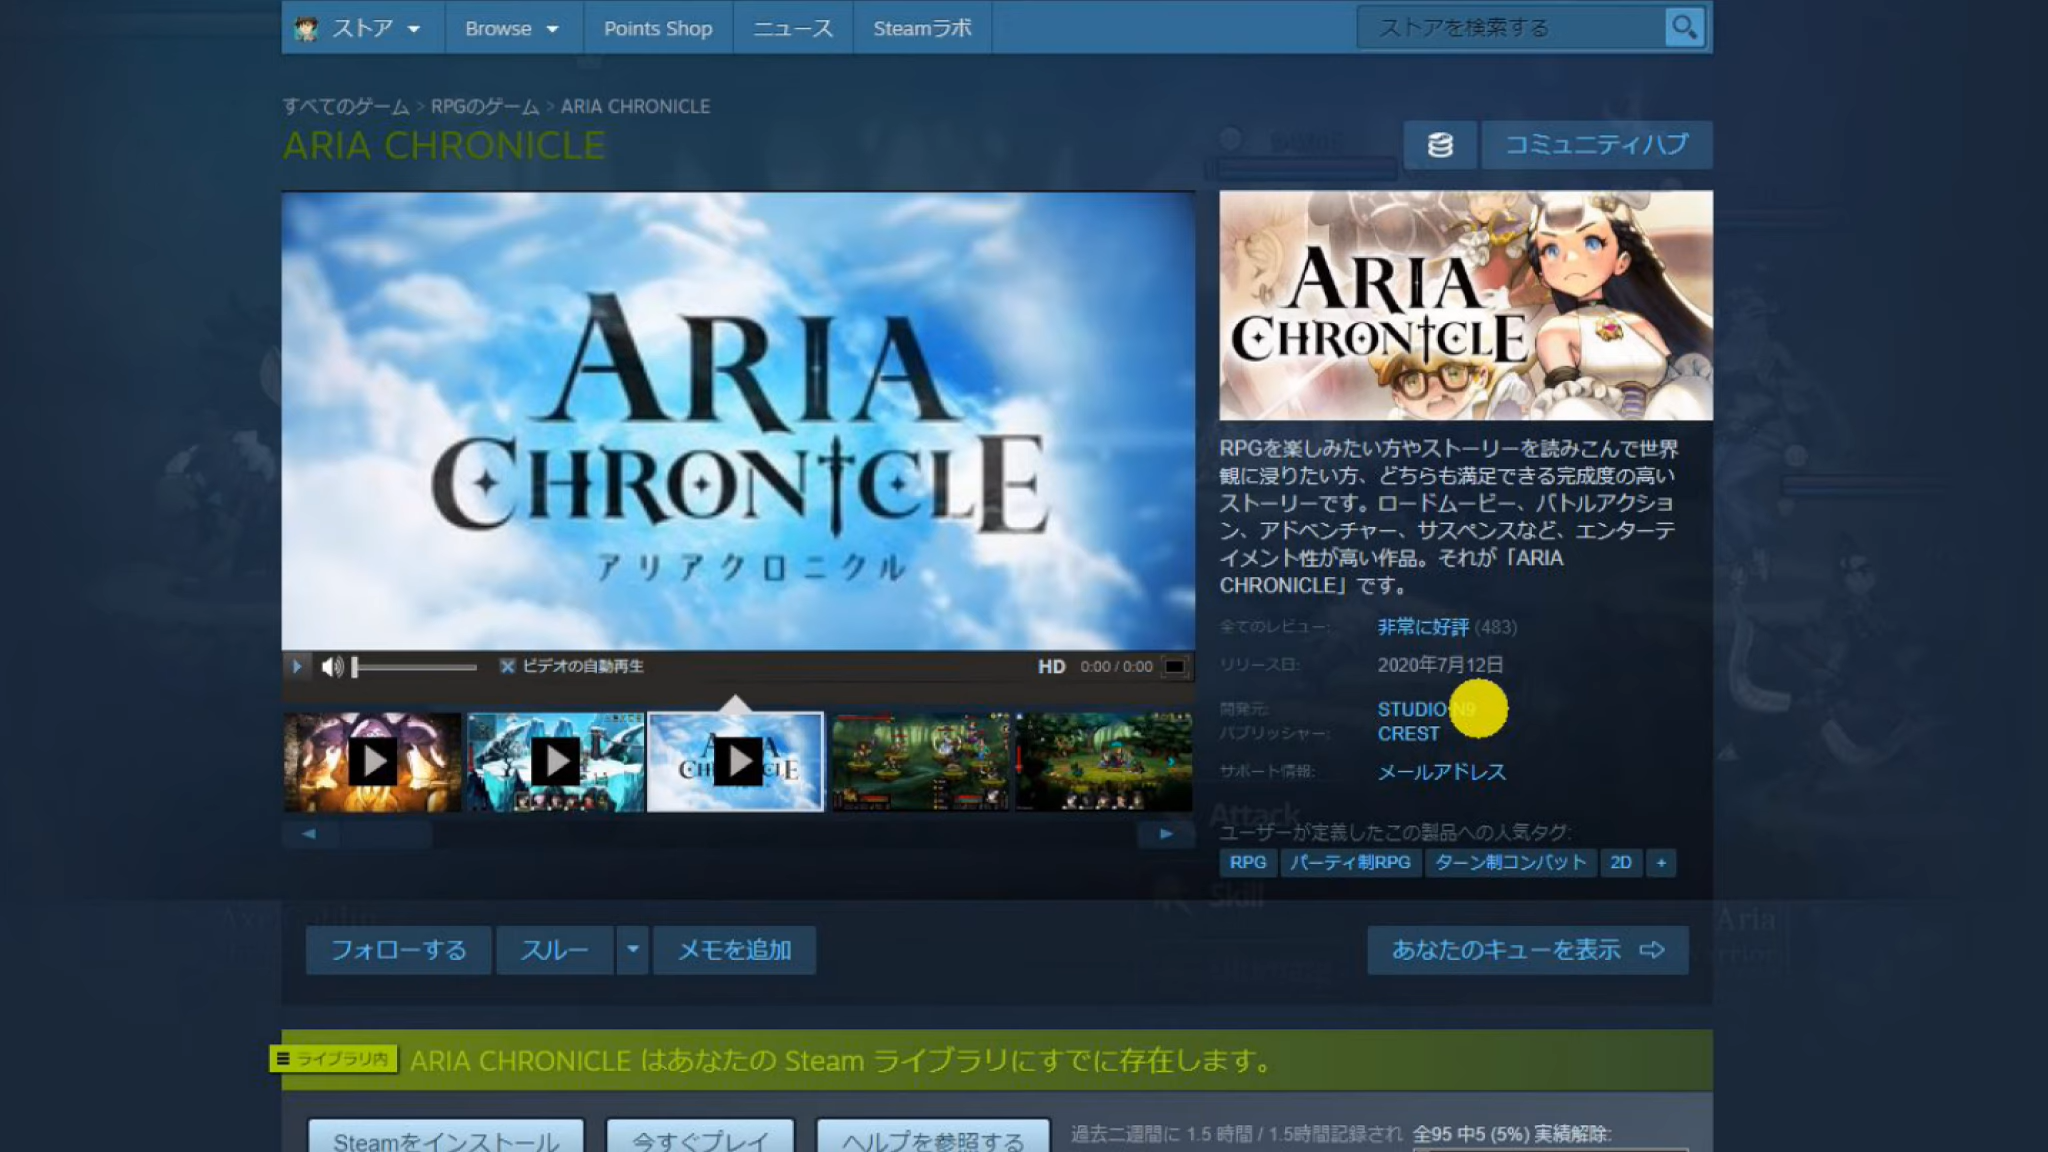 ストア
Browse
Points Shop
ニュース
Steamラボ
ストアを検索する
すべてのゲーム > RPGのゲーム > ARIA CHRONICLE
ARIA CHRONICLE
コミュニティハブ
ARIA
CHRONICLE
アリアクロニクル
ARIA
CHRONICLE
RPGを楽しみたい方やストーリーを読みこんで世界
観に浸りたい方、どちらも満足できる完成度の高い
ストーリーです。ロードムービー、バトルアクショ
ン、アドベンチャー、サスペンスなど、エンターテ
イメント性が高い作品。それが「ARIA
CHRONICLE」です。
全てのレビュー: 非常に好評 (483)
リリース日: 2020年7月12日
開発元: STUDIO N9
パブリッシャー: CREST
サポート情報: メールアドレス
ビデオの自動再生
HD 0:00 / 0:00
Attack
ユーザーが定義したこの製品への人気タグ:
RPG パーティ制RPG ターン制コンバット 2D +
Skill
Aria
フォローする
スルー
メモを追加
あなたのキューを表示
ライブラリ内
ARIA CHRONICLE はあなたの Steam ライブラリにすでに存在します。
Steamをインストール
今すぐプレイ
ヘルプを参照する
過去二週間に 1.5 時間 / 1.5時間記録され
全95 中5 (5%) 実績解除: